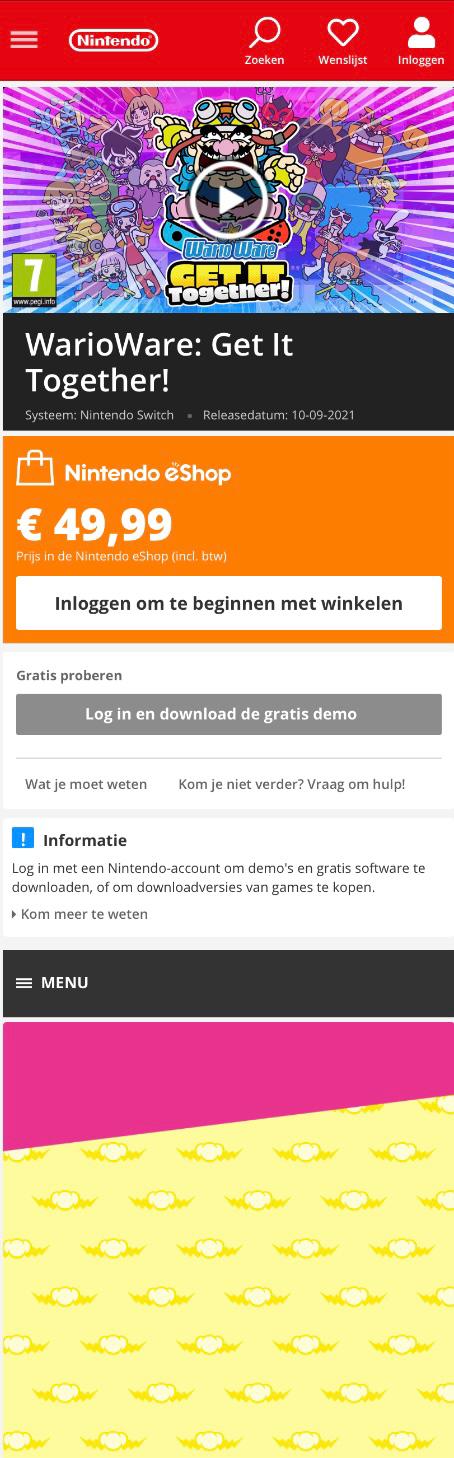 Nintendo
Zoeken
Wenslijst
Inloggen
Wario Ware
GET IT
Together!
7
www.pegi.info
WarioWare: Get It
Together!
Systeem: Nintendo Switch ▪ Releasedatum: 10-09-2021
Nintendo eShop
€ 49,99
Prijs in de Nintendo eShop (incl. btw)
Inloggen om te beginnen met winkelen
Gratis proberen
Log in en download de gratis demo
Wat je moet weten Kom je niet verder? Vraag om hulp!
! Informatie
Log in met een Nintendo-account om demo's en gratis software te
downloaden, of om downloadversies van games te kopen.
Kom meer te weten
MENU